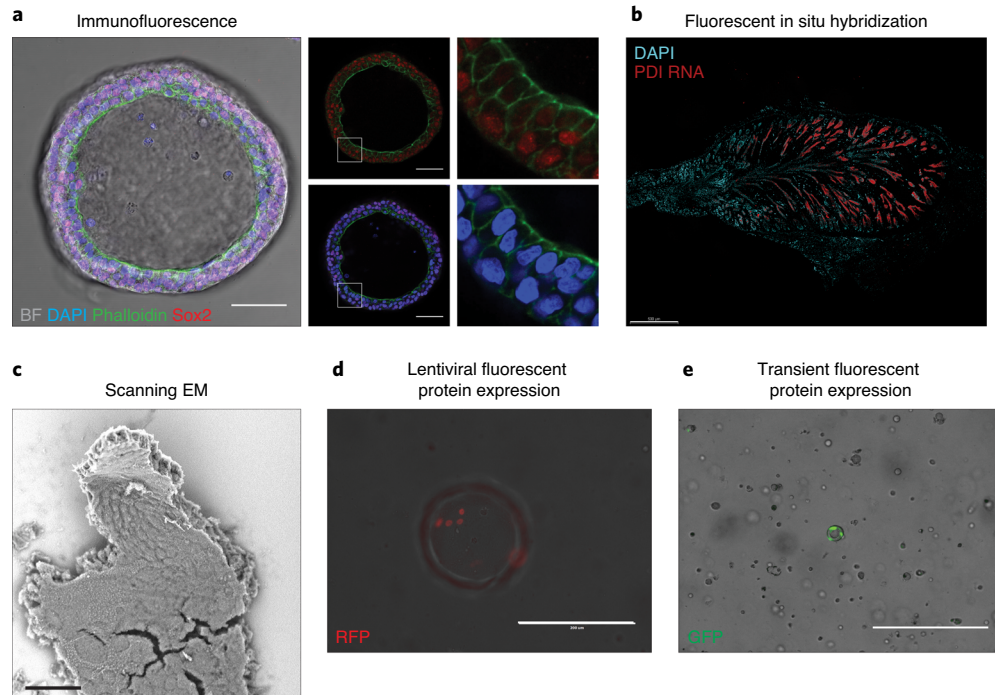 a
Immunofluorescence
BF DAPI Phalloidin Sox2
b
Fluorescent in situ hybridization
DAPI
PDI RNA
c
Scanning EM
d
Lentiviral fluorescent
protein expression
RFP
e
Transient fluorescent
protein expression
GFP